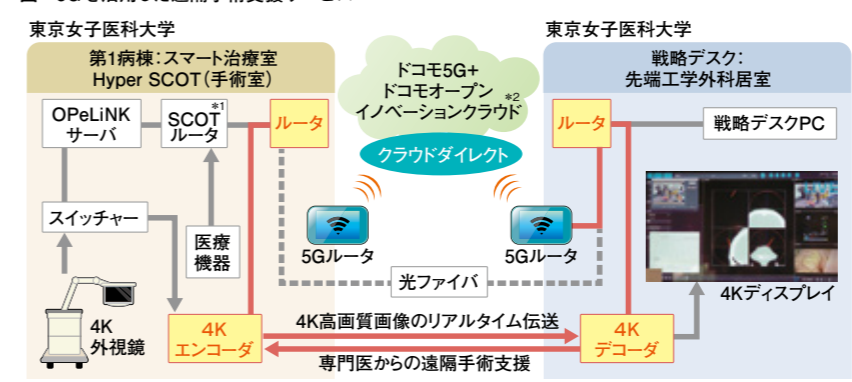 東京女子医科大学
第1病棟：スマート治療室
Hyper SCOT（手術室）
OPeLiNK
サーバ
SCOT
ルータ
*1
ルータ
スイッチャー
医療
機器
4K
外視鏡
4K
エンコーダ
ドコモ5G＋
ドコモオープン
イノベーションクラウド
*2
クラウドダイレクト
5Gルータ
5Gルータ
光ファイバ
4K高画質画像のリアルタイム伝送
専門医からの遠隔手術支援
東京女子医科大学
戦略デスク：
先端工学外科居室
ルータ
戦略デスクPC
4Kディスプレイ
4K
デコーダ